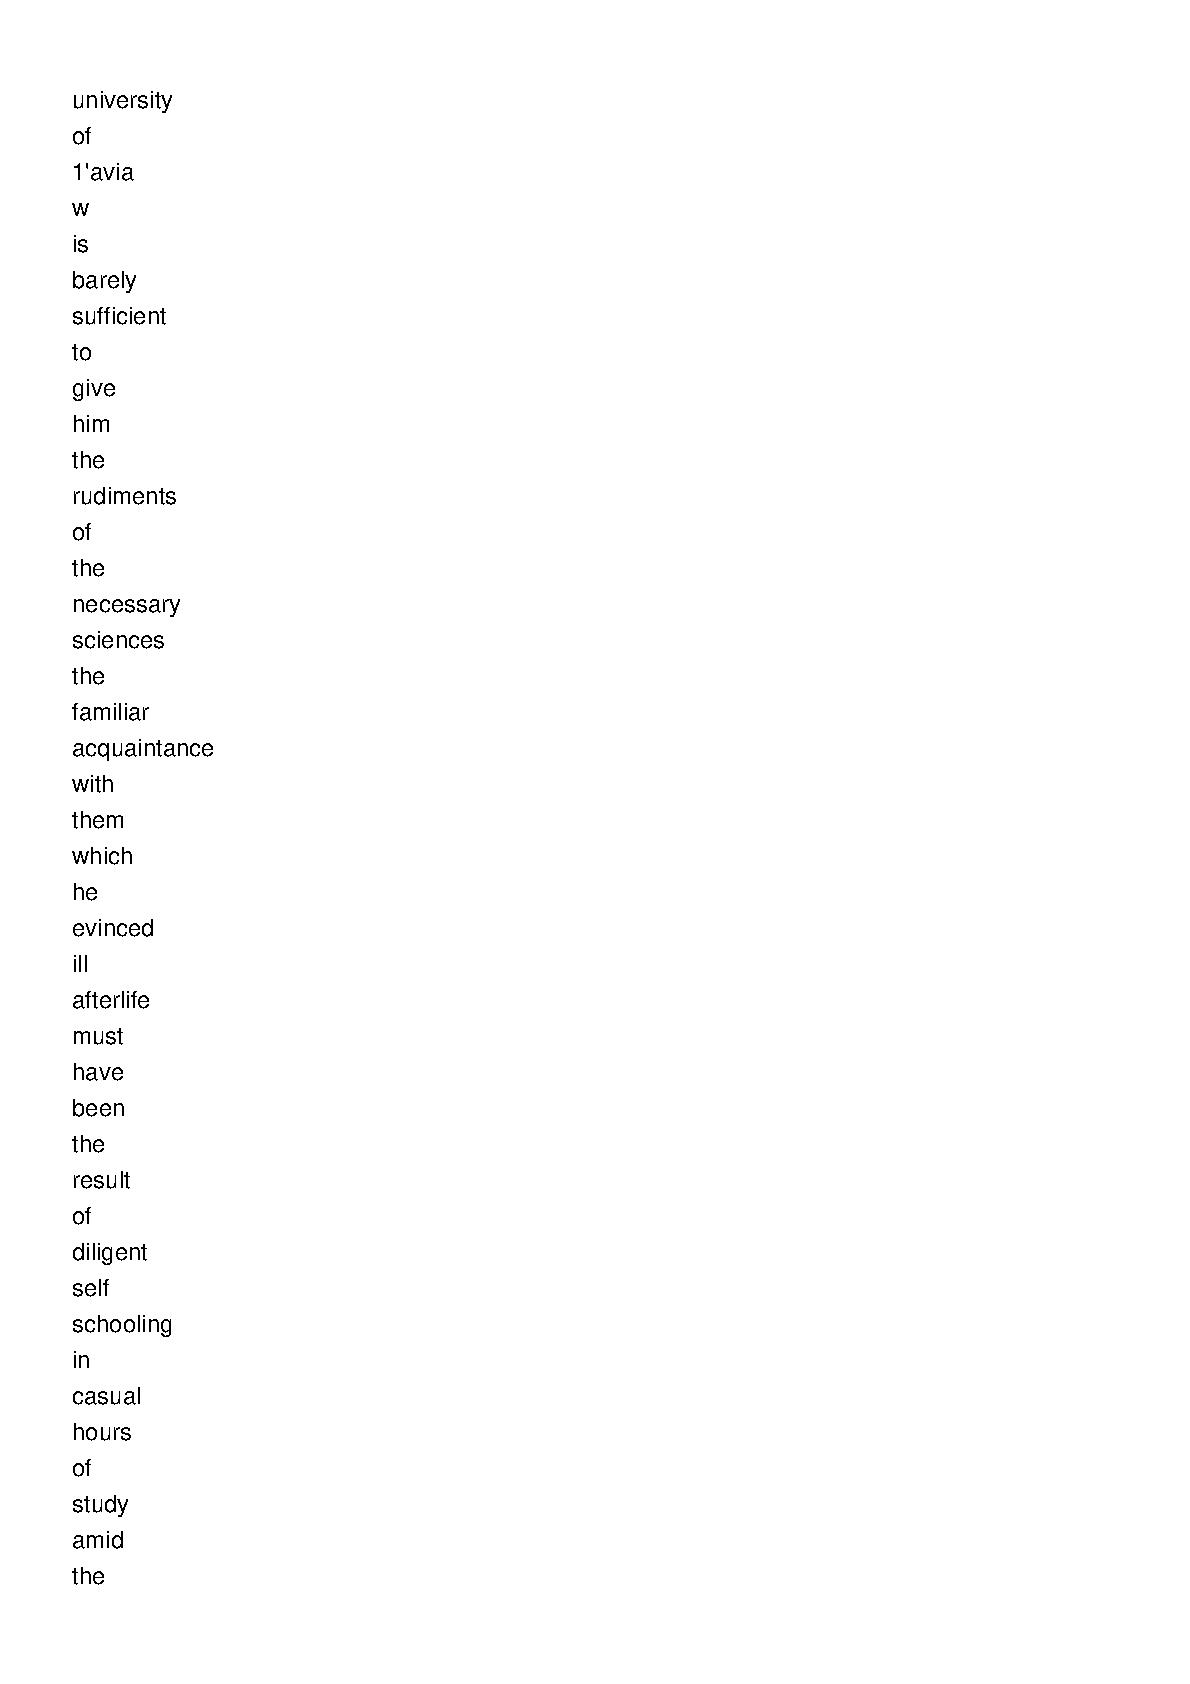 university
of
1'avia
w
is
barely
sufficient
to
give
him
the
rudiments
of
the
necessary
sciences
the
familiar
acquaintance
with
them
which
he
evinced
ill
afterlife
must
have
been
the
result
of
diligent
self
schooling
in
casual
hours
of
study
amid
the